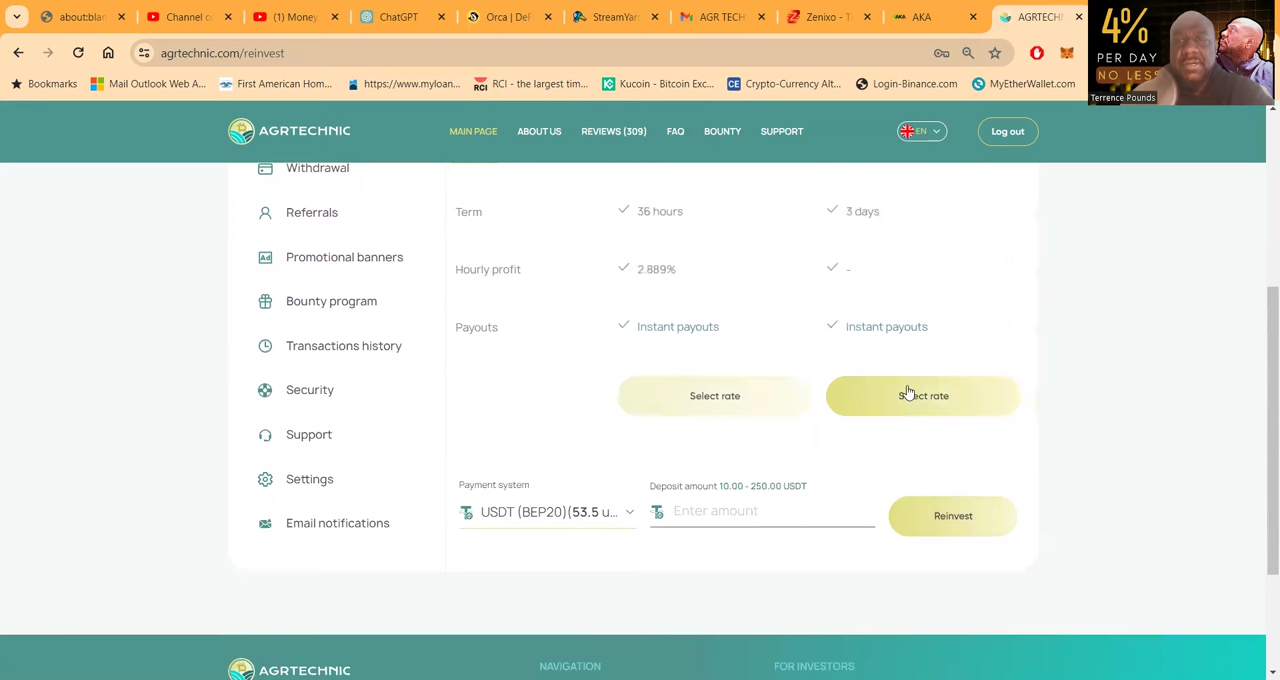 about:blan
Channel c
(1) Money
ChatGPT
Orca | DeF
StreamYar
AGR TECH
Zenixo - T
AKA
AGRTECH
agrtechnic.com/reinvest
Bookmarks
Mail Outlook Web A...
First American Hom...
https://www.myloan...
RCI - the largest tim...
Kucoin - Bitcoin Exc...
Crypto-Currency Alt...
Login-Binance.com
MyEtherWallet.com
4%
PER DAY
NO LESS
Terrence Pounds
AGRTECHNIC
MAIN PAGE
ABOUT US
REVIEWS (309)
FAQ
BOUNTY
SUPPORT
EN
Log out
Withdrawal
Referrals
Promotional banners
Bounty program
Transactions history
Security
Support
Settings
Email notifications
Term
36 hours
3 days
Hourly profit
2.889%
-
Payouts
Instant payouts
Instant payouts
Select rate
Select rate
Payment system
Deposit amount 10.00 - 250.00 USDT
USDT (BEP20)(53.5 u...
Enter amount
Reinvest
AGRTECHNIC
NAVIGATION
FOR INVESTORS